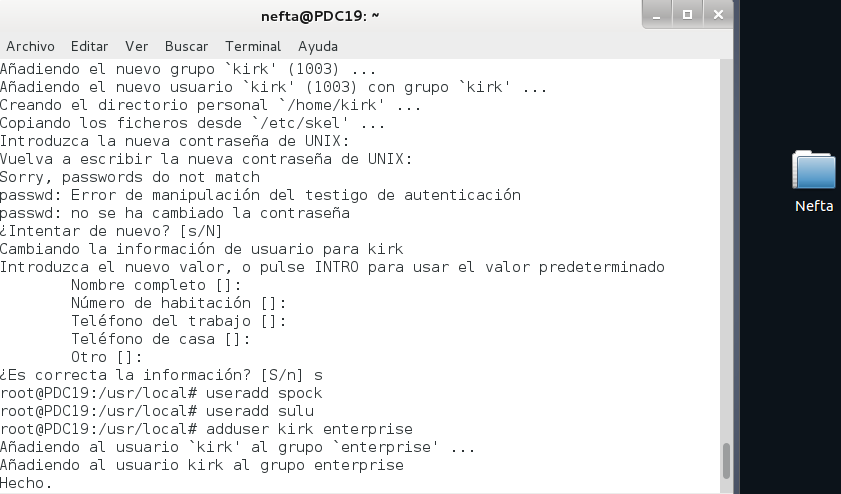 nefta@PDC19: ~
Archivo Editar Ver Buscar Terminal Ayuda
Añadiendo el nuevo grupo `kirk' (1003) ...
Añadiendo el nuevo usuario `kirk' (1003) con grupo `kirk' ...
Creando el directorio personal `/home/kirk' ...
Copiando los ficheros desde `/etc/skel' ...
Introduzca la nueva contraseña de UNIX:
Vuelva a escribir la nueva contraseña de UNIX:
Sorry, passwords do not match
passwd: Error de manipulación del testigo de autenticación
passwd: no se ha cambiado la contraseña
¿Intentar de nuevo? [s/N]
Cambiando la información de usuario para kirk
Introduzca el nuevo valor, o pulse INTRO para usar el valor predeterminado
        Nombre completo []:
        Número de habitación []:
        Teléfono del trabajo []:
        Teléfono de casa []:
        Otro []:
¿Es correcta la información? [S/n] s
root@PDC19:/usr/local# useradd spock
root@PDC19:/usr/local# useradd sulu
root@PDC19:/usr/local# adduser kirk enterprise
Añadiendo al usuario `kirk' al grupo `enterprise' ...
Añadiendo al usuario kirk al grupo enterprise
Hecho.
Nefta